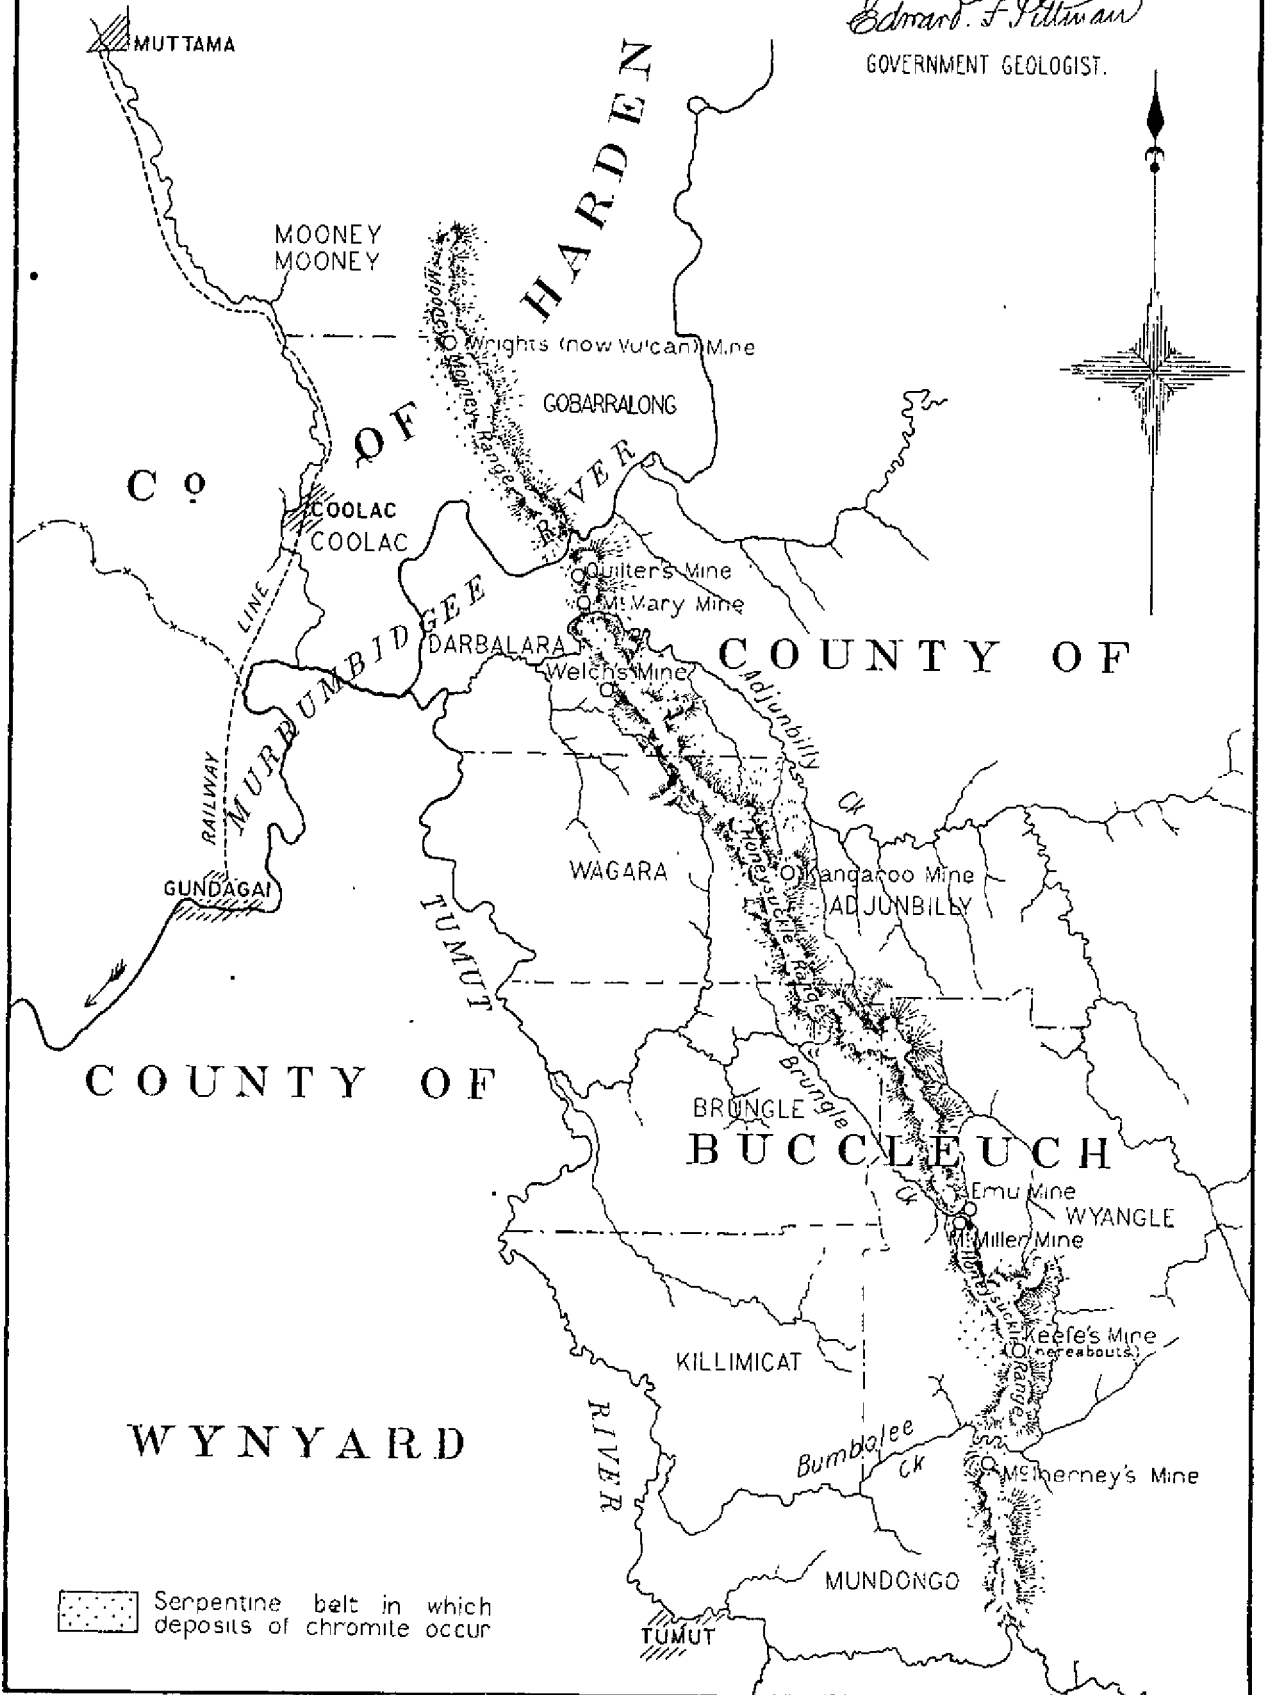 Edward. F Pittman
GOVERNMENT GEOLOGIST.
MUTTAMA
HARDEN
MOONEY
MOONEY
Mooney Mooney Range
Wrights (now Vulcan) Mine
GOBARRALONG
OF
Co
COOLAC
COOLAC
RIVER
Quilter's Mine
Mt Mary Mine
LINE
MURRUMBIDGEE
DARBALARA
COUNTY OF
Welch's Mine
Adjunbilly
Ck
RAILWAY
WAGARA
Honeysuckle Range
Kangaroo Mine
ADJUNBILLY
GUNDAGAI
TUMUT
COUNTY OF
Brungle
BRUNGLE
BUCCLEUCH
Ck
Emu Mine
WYANGLE
McMiller Mine
Honeysuckle Range
Keefe's Mine
(hereabouts)
KILLIMICAT
RIVER
WYNYARD
Bumbolee
Ck
McInerney's Mine
MUNDONGO
Serpentine belt in which
deposits of chromite occur
TUMUT